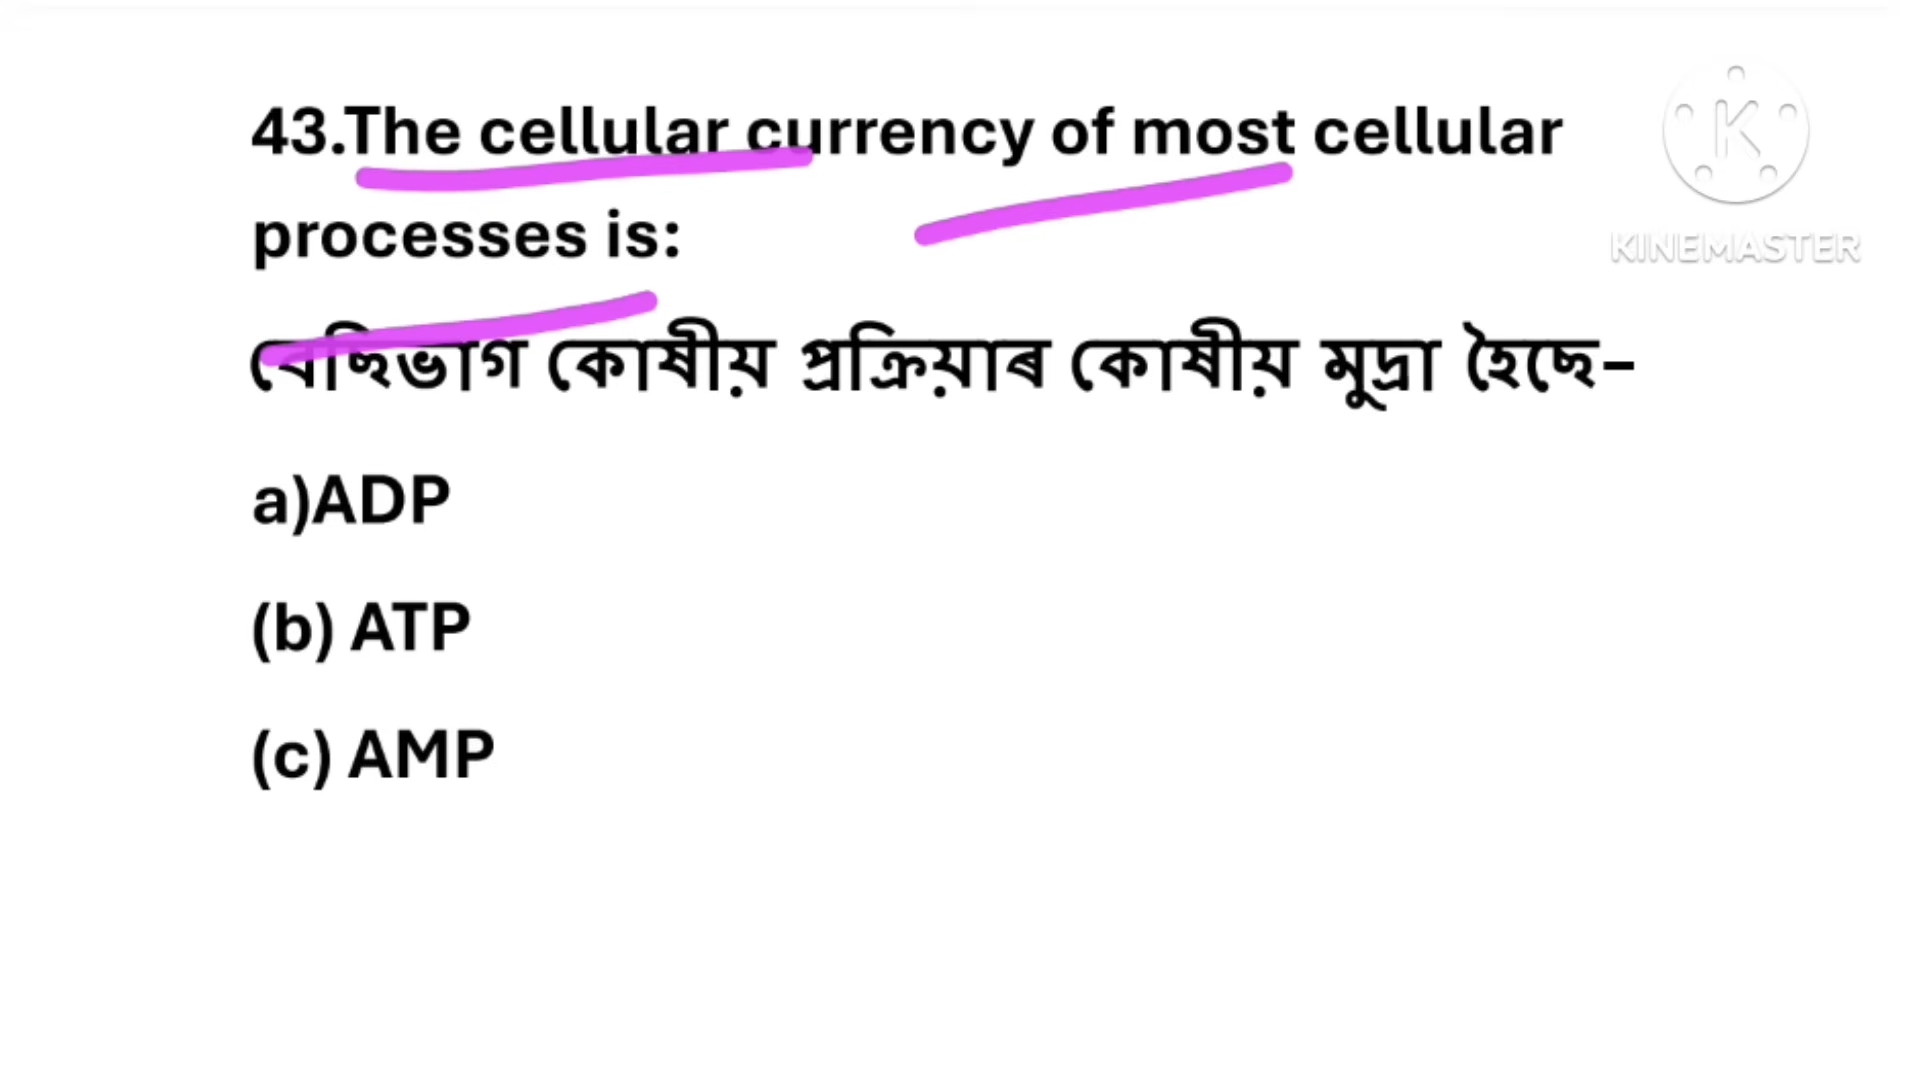 43.The cellular currency of most cellular
processes is:
বেছিভাগ কোষীয় প্ৰক্ৰিয়াৰ কোষীয় মুদ্ৰা হৈছে–
a)ADP
(b) ATP
(c) AMP
KINEMASTER